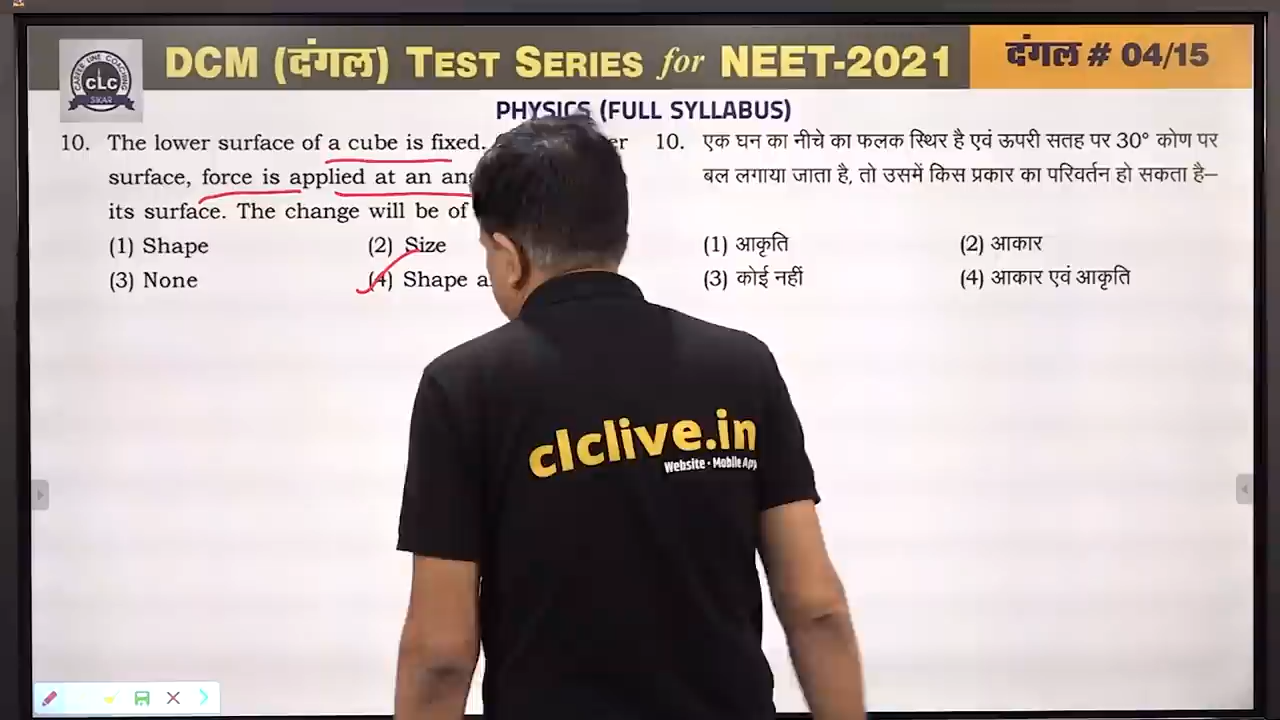 DCM (दंगल) TEST SERIES for NEET-2021
दंगल # 04/15
CAREER LINE COACHING
CLC
SIKAR
PHYSICS (FULL SYLLABUS)
10. The lower surface of a cube is fixed.
surface, force is applied at an
its surface. The change will be of
(1) Shape (2) Size
(3) None (4) Shape
10. एक घन का नीचे का फलक स्थिर है एवं ऊपरी सतह पर 30° कोण पर
बल लगाया जाता है, तो उसमें किस प्रकार का परिवर्तन हो सकता है–
(1) आकृति (2) आकार
(3) कोई नहीं (4) आकार एवं आकृति
clclive.in
Website · Mobile App